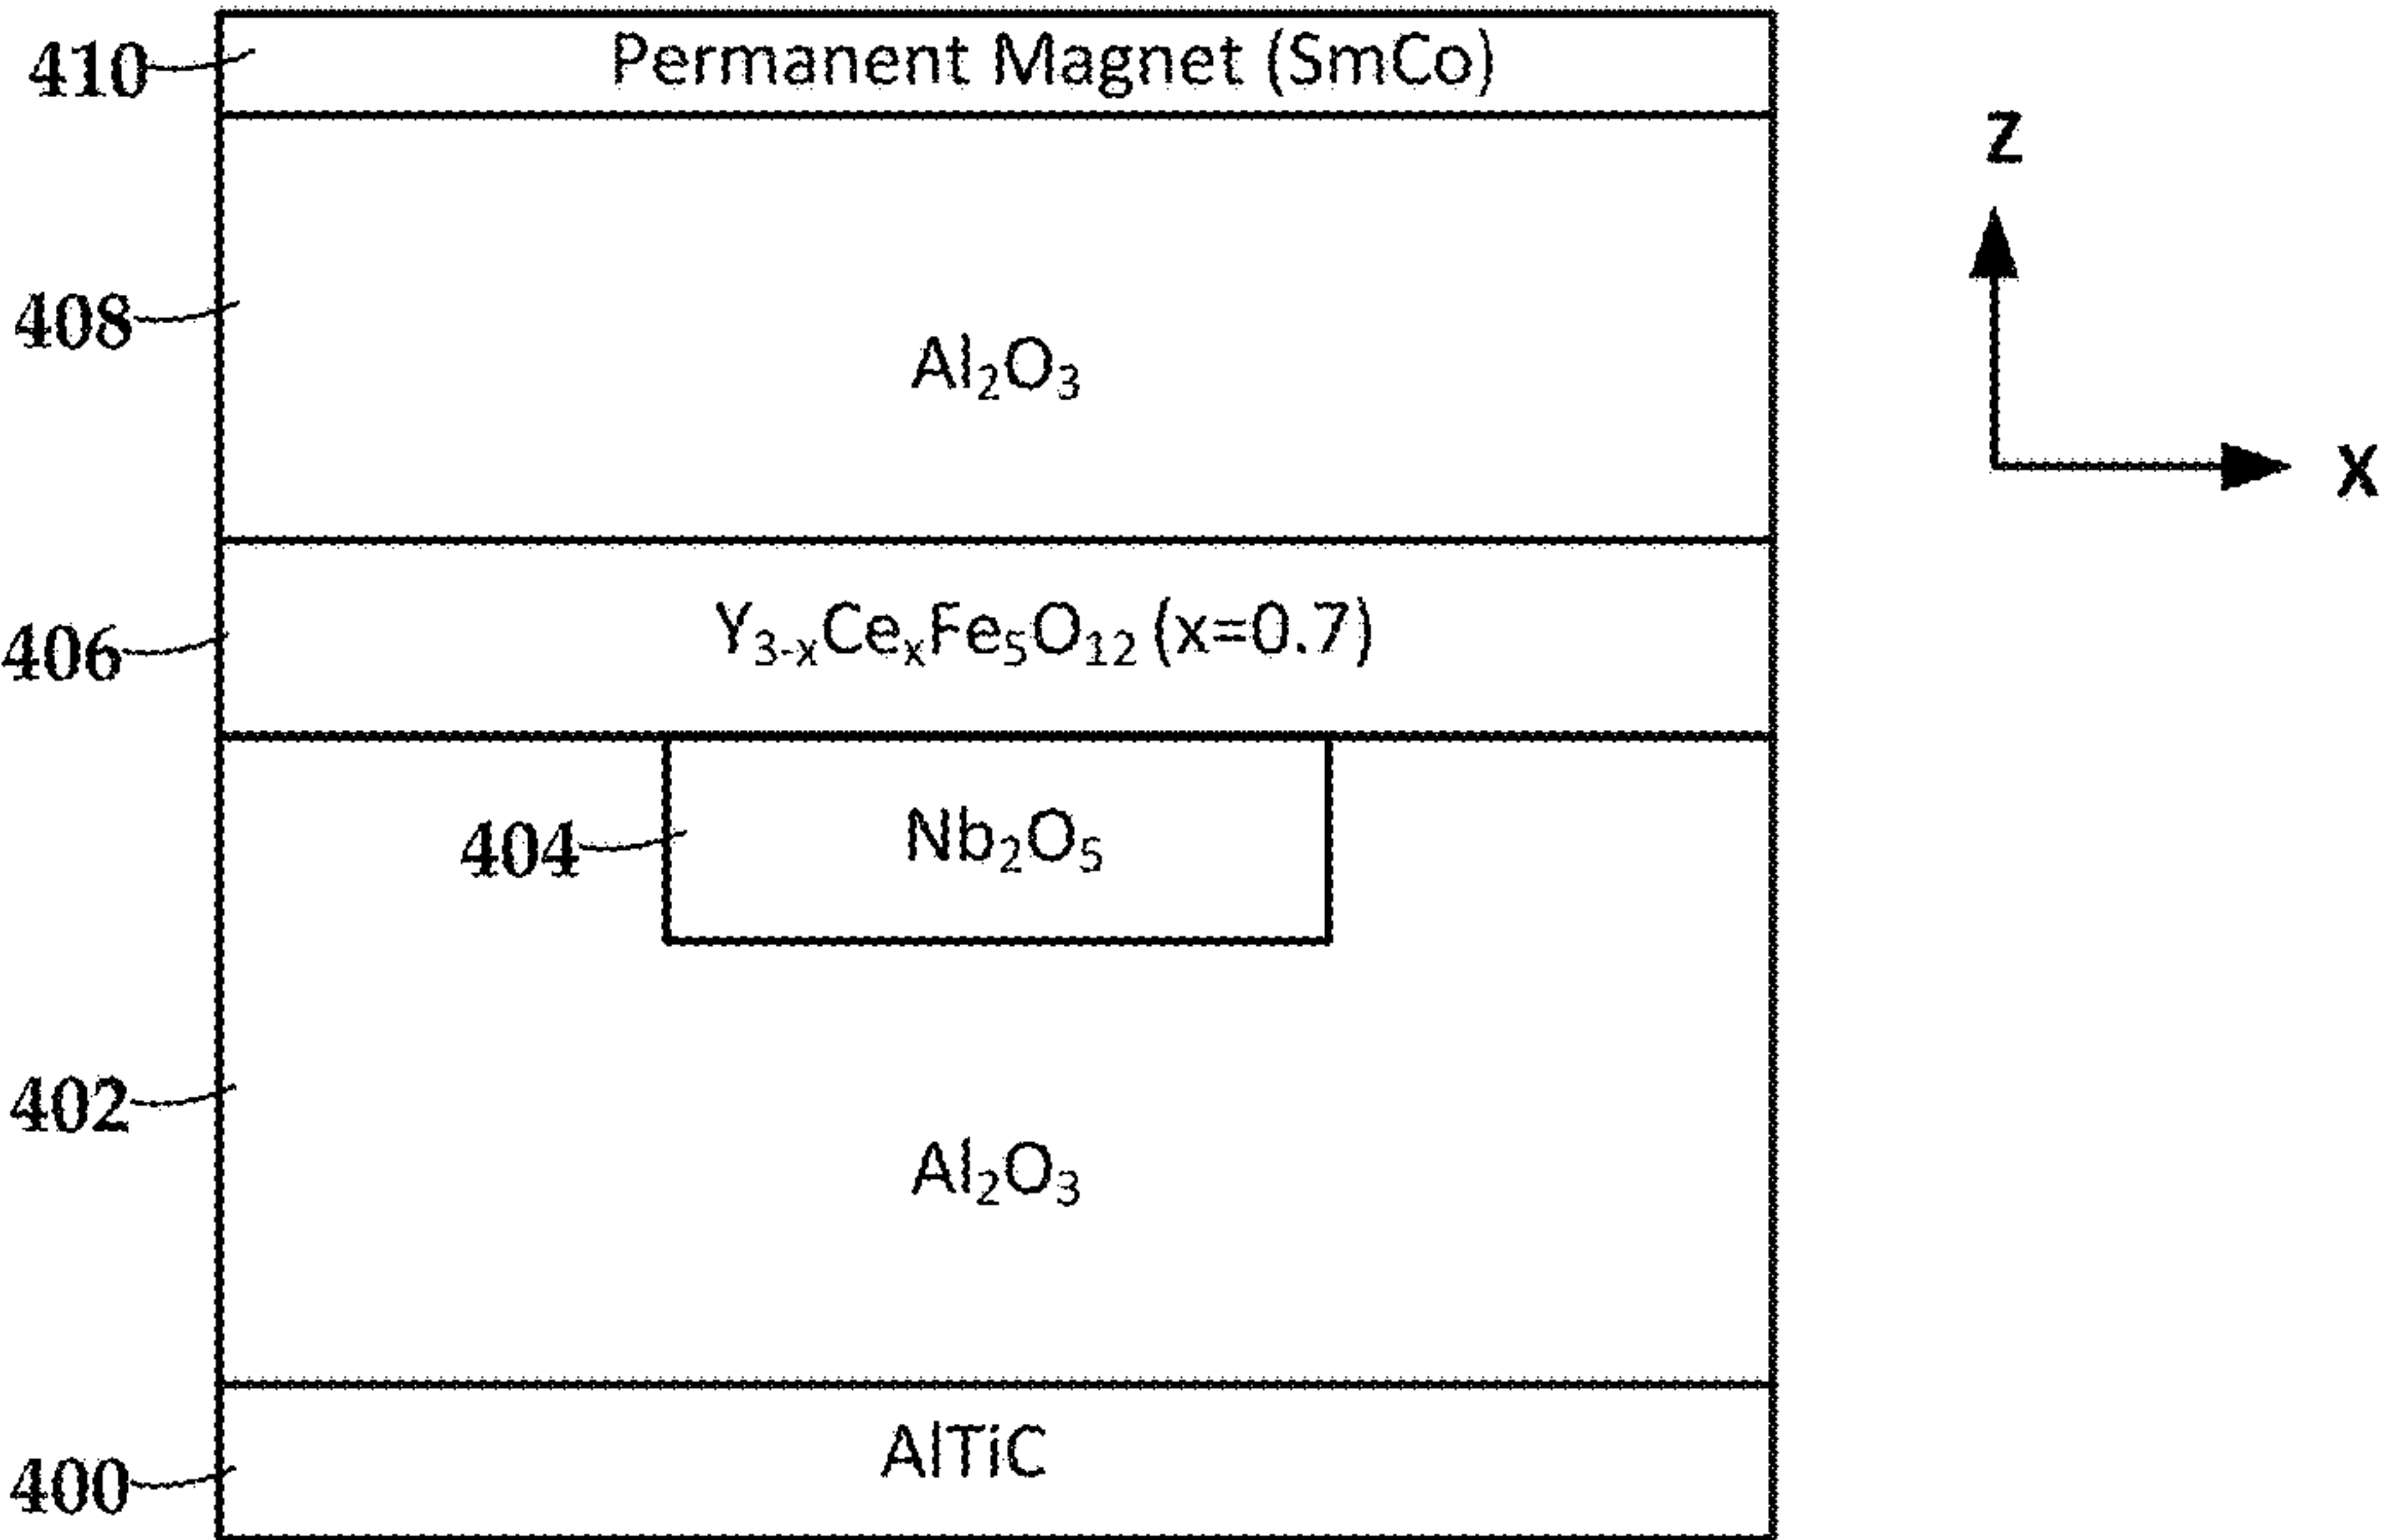 410
Permanent Magnet (SmCo)
Z
408
Al₂O₃
X
406
Y₃₋ₓCeₓFe₅O₁₂ (x=0.7)
404
Nb₂O₅
402
Al₂O₃
400
AlTiC